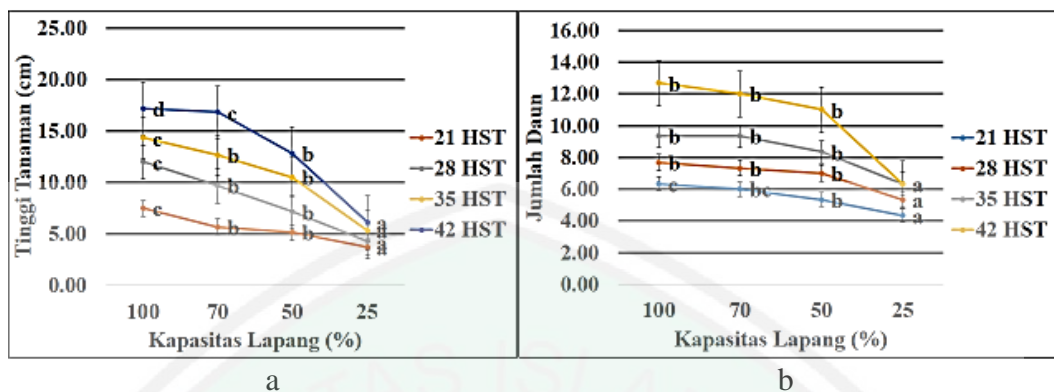 25.00
20.00
15.00
10.00
5.00
0.00
Tinggi Tanaman (cm)
d c b a
c b b a
c b b a
c b b a
100 70 50 25
Kapasitas Lapang (%)
21 HST
28 HST
35 HST
42 HST
a
16.00
14.00
12.00
10.00
8.00
6.00
4.00
2.00
0.00
Jumlah Daun
b b b
b b b a
b b b a
c bc b a
100 70 50 25
Kapasitas Lapang (%)
21 HST
28 HST
35 HST
42 HST
b